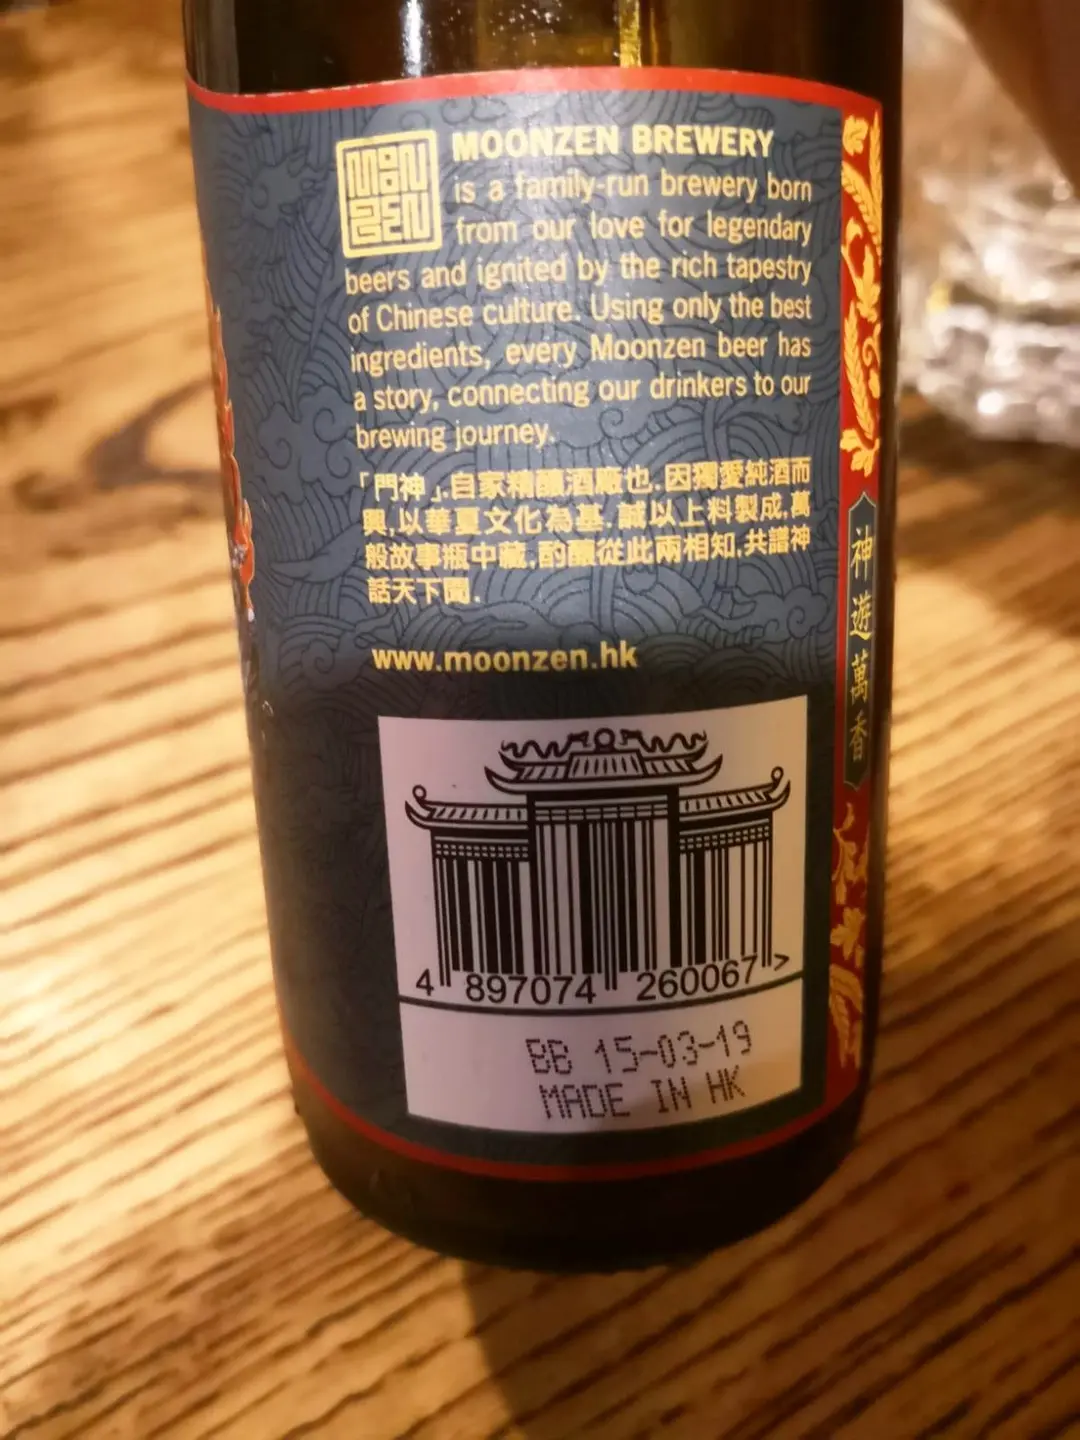 MOON
ZEN
MOONZEN BREWERY
is a family-run brewery born
from our love for legendary
beers and ignited by the rich tapestry
of Chinese culture. Using only the best
ingredients, every Moonzen beer has
a story, connecting our drinkers to our
brewing journey.
「門神」.自家精釀酒廠也.因獨愛純酒而
興,以華夏文化為基.誠以上料製成,萬
般故事瓶中藏.酌釀從此兩相知,共譜神
話天下聞.
www.moonzen.hk
4 897074 260067 >
BB 15-03-19
MADE IN HK
神遊萬香